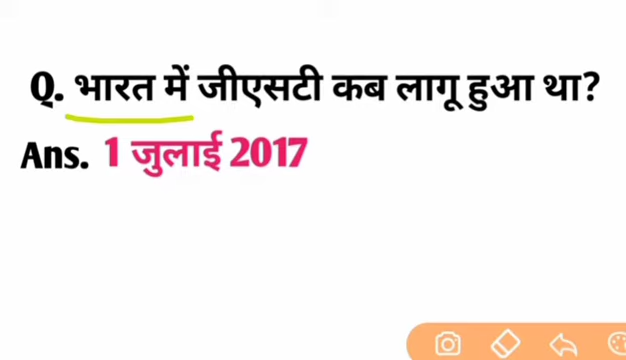 Q. भारत में जीएसटी कब लागू हुआ था?
Ans. 1 जुलाई 2017